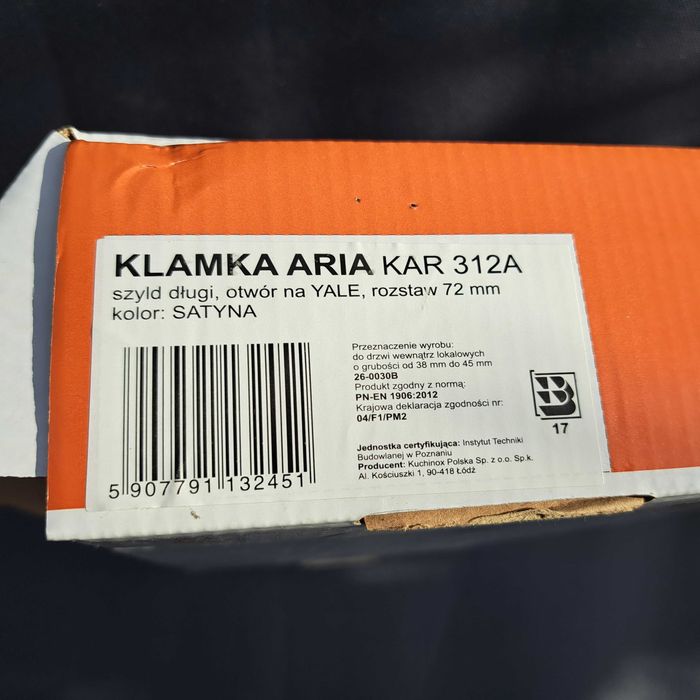 KLAMKA ARIA KAR 312A
szyld długi, otwór na YALE, rozstaw 72 mm
kolor: SATYNA
Przeznaczenie wyrobu:
do drzwi wewnątrz lokalowych
o grubości od 38 mm do 45 mm
26-0030B
Produkt zgodny z normą:
PN-EN 1906:2012
Krajowa deklaracja zgodności nr:
04/F1/PM2
B
17
Jednostka certyfikująca: Instytut Techniki
Budowlanej w Poznaniu
Producent: Kuchinox Polska Sp. z o.o. Sp.k.
Al. Kościuszki 1, 90-418 Łódź
5 907791 132451